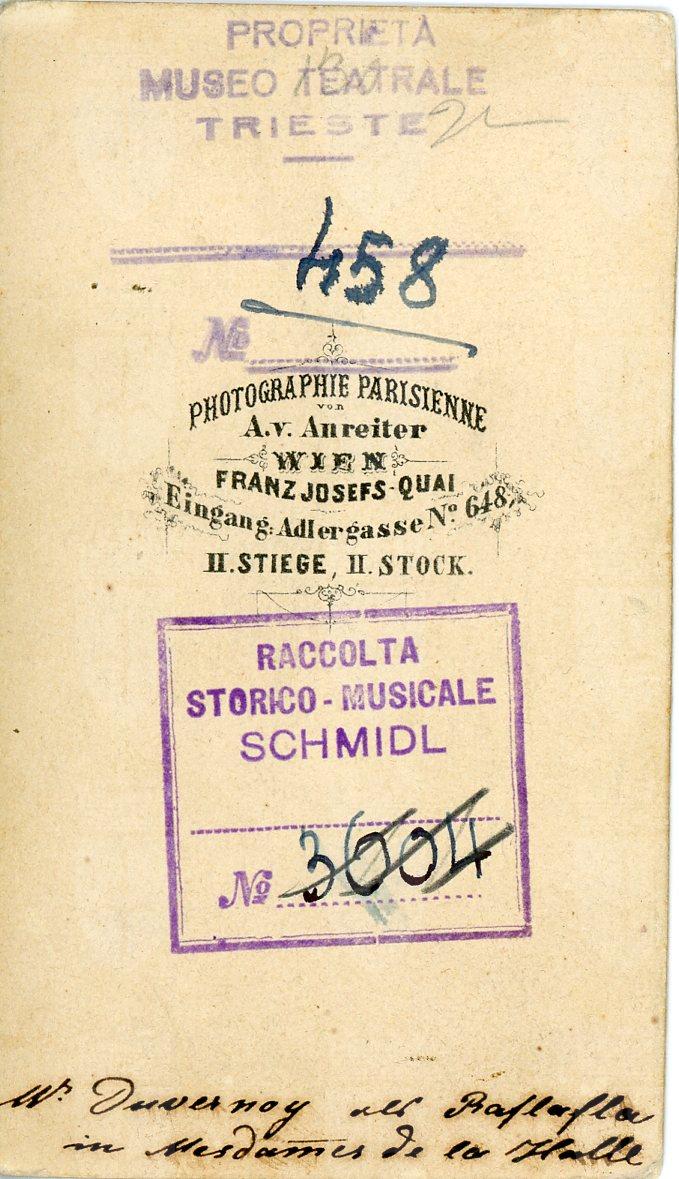 PROPRIETÀ
MUSEO TEATRALE
TRIESTE
458
No
PHOTOGRAPHIE PARISIENNE
von
A.v. Anreiter
WIEN
FRANZ JOSEFS-QUAI
Eingang: Adlergasse No. 648,
II. STIEGE, II. STOCK.
RACCOLTA
STORICO-MUSICALE
SCHMIDL
No 3004
Mr Duvernoy als Raflafla
in Mesdames de la Halle